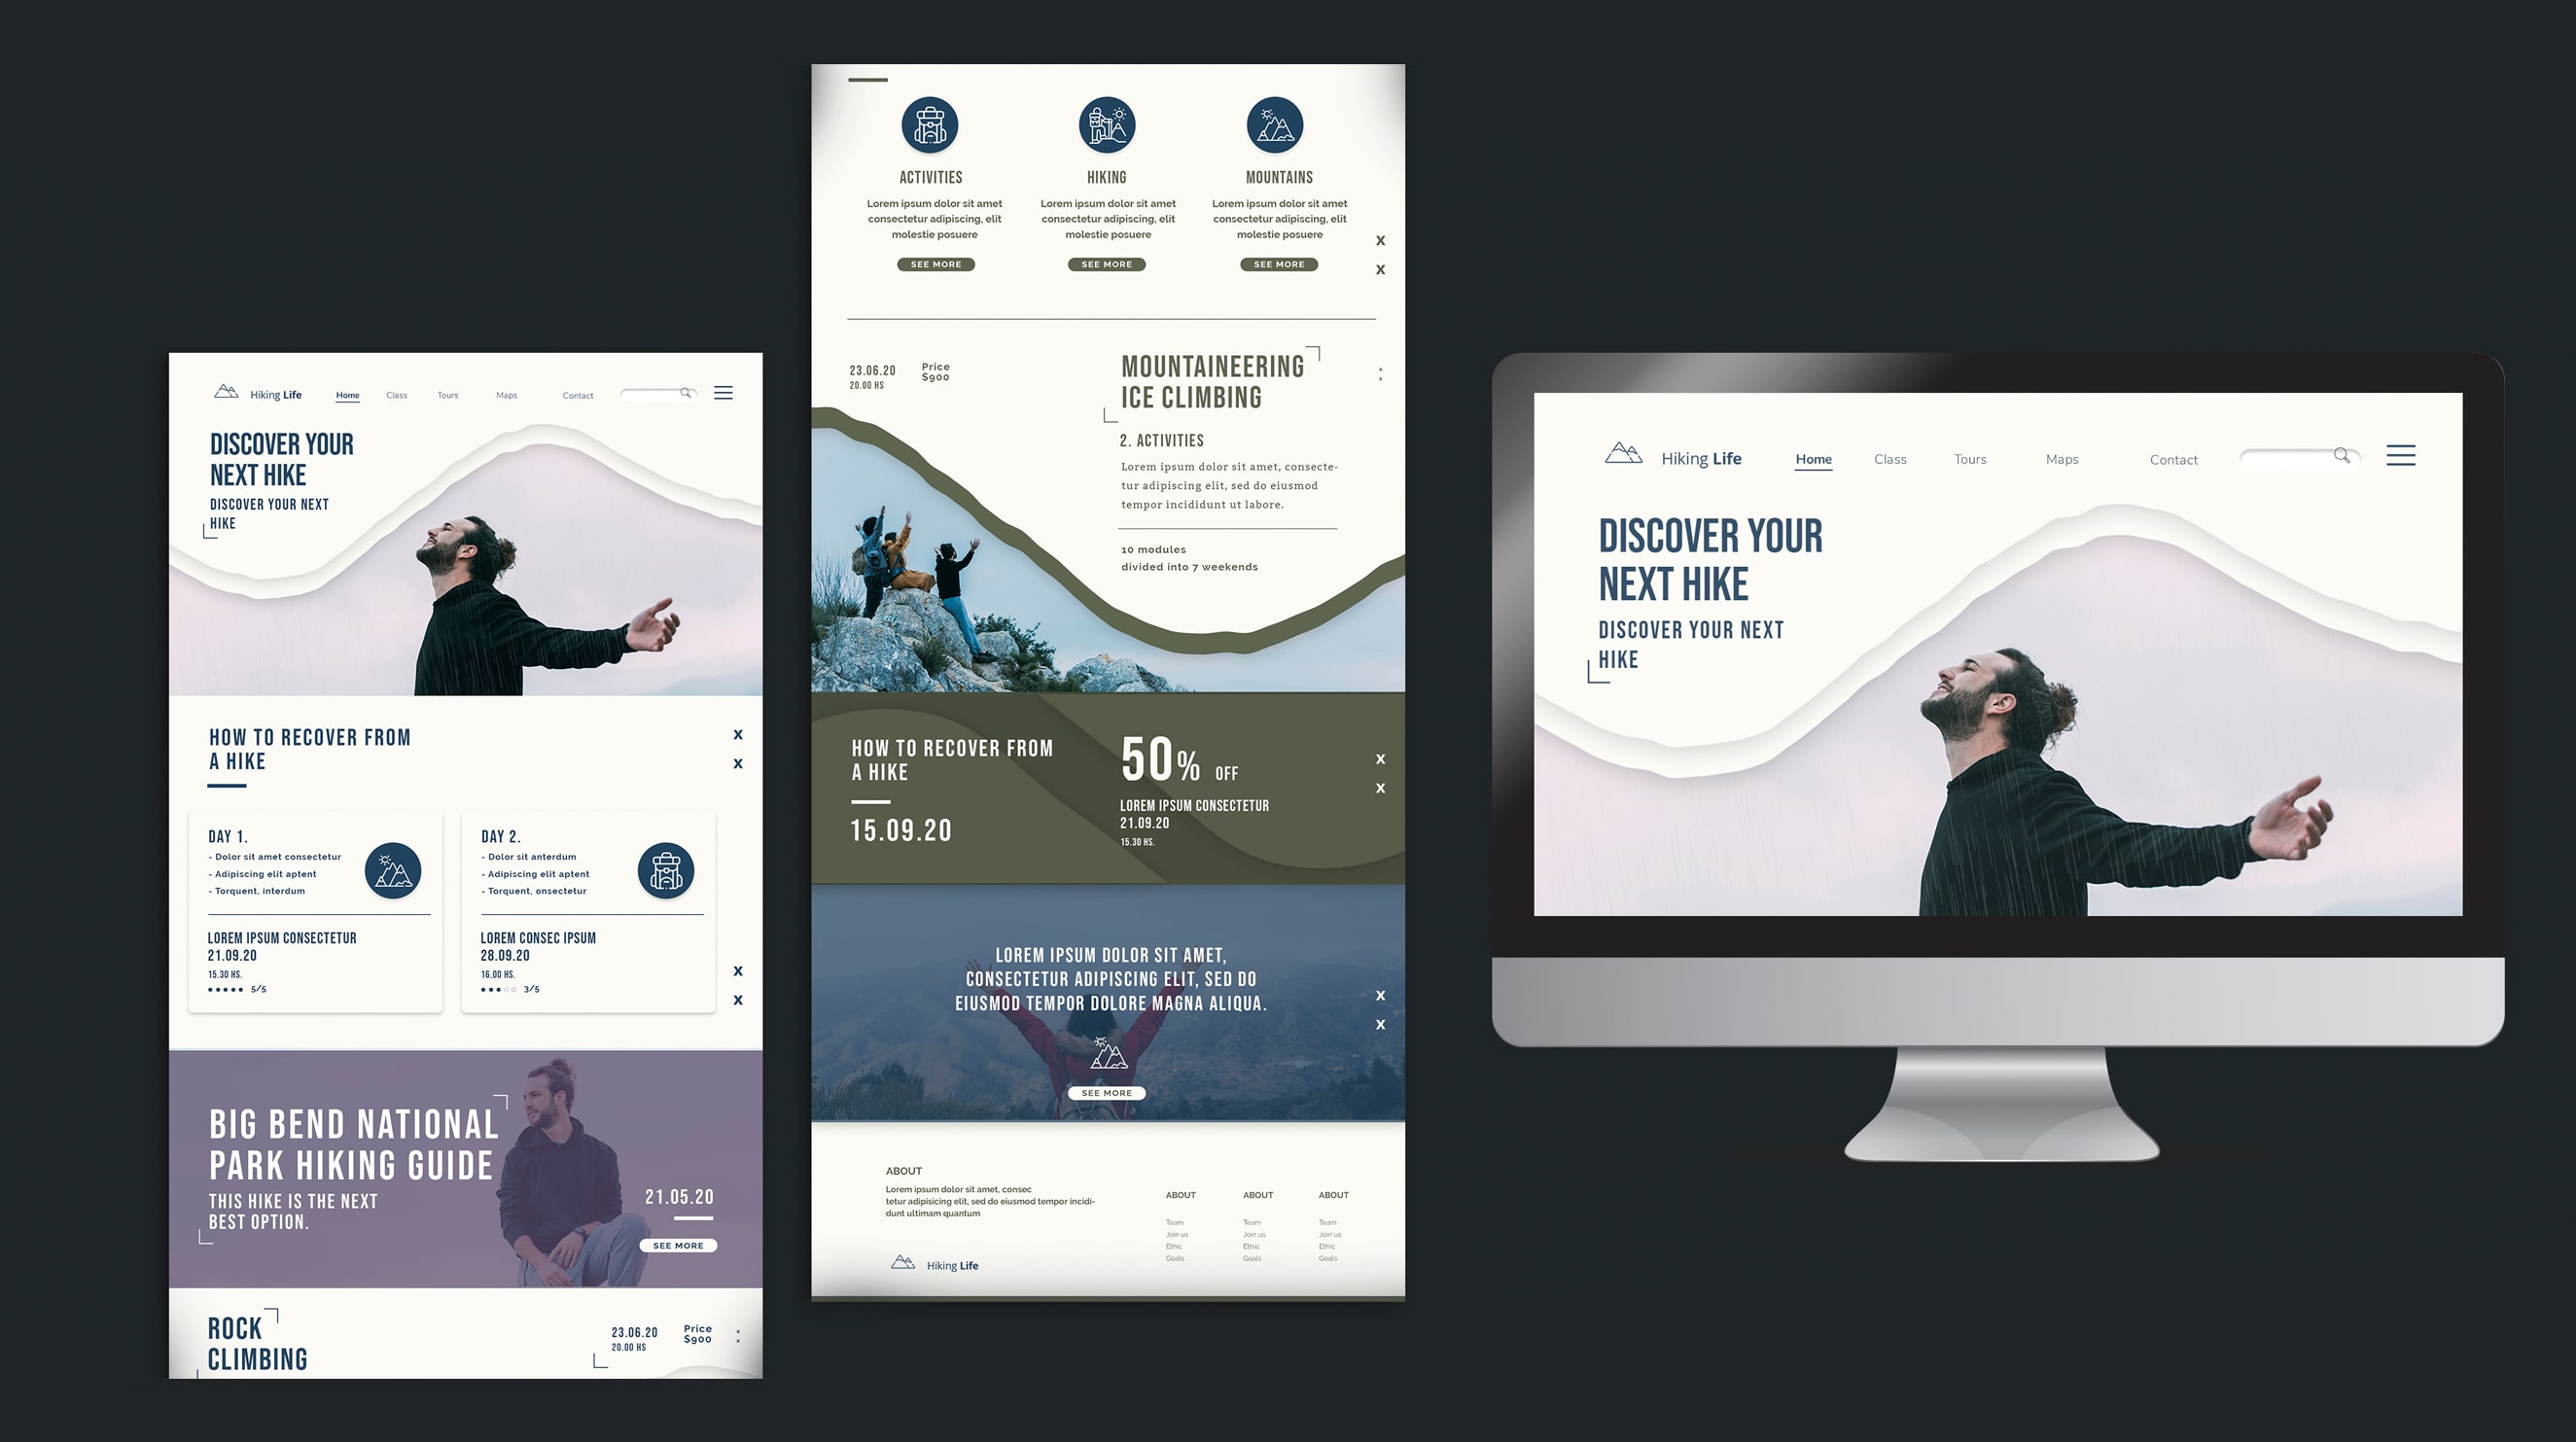 Hiking Life Home Class Tours Maps Contact
DISCOVER YOUR
NEXT HIKE
DISCOVER YOUR NEXT
HIKE
HOW TO RECOVER FROM
A HIKE
X
X
DAY 1.
- Dolor sit amet consectetur
- Adipiscing elit aptent
- Torquent, interdum
LOREM IPSUM CONSECTETUR
21.09.20
15.30 HS.
5/5
DAY 2.
- Dolor sit anterdum
- Adipiscing elit aptent
- Torquent, onsectetur
LOREM CONSEC IPSUM
28.09.20
16.00 HS.
3/5
X
X
BIG BEND NATIONAL
PARK HIKING GUIDE
THIS HIKE IS THE NEXT
BEST OPTION.
21.05.20
SEE MORE
ROCK
CLIMBING
23.06.20
20.00 HS
Price
$900
x
x
ACTIVITIES
Lorem ipsum dolor sit amet
consectetur adipiscing, elit
molestie posuere
SEE MORE
HIKING
Lorem ipsum dolor sit amet
consectetur adipiscing, elit
molestie posuere
SEE MORE
MOUNTAINS
Lorem ipsum dolor sit amet
consectetur adipiscing, elit
molestie posuere
SEE MORE
X
X
23.06.20
20.00 HS
Price
$900
MOUNTAINEERING
ICE CLIMBING
x
x
2. ACTIVITIES
Lorem ipsum dolor sit amet, consecte-
tur adipiscing elit, sed do eiusmod
tempor incididunt ut labore.
10 modules
divided into 7 weekends
HOW TO RECOVER FROM
A HIKE
15.09.20
50% OFF
LOREM IPSUM CONSECTETUR
21.09.20
15.30 HS.
X
X
LOREM IPSUM DOLOR SIT AMET,
CONSECTETUR ADIPISCING ELIT, SED DO
EIUSMOD TEMPOR DOLORE MAGNA ALIQUA.
X
X
SEE MORE
ABOUT
Lorem ipsum dolor sit amet, consec
tetur adipisicing elit, sed do eiusmod tempor incidi-
dunt ultimam quantum
Hiking Life
ABOUT
Team
Join us
Ethic
Goals
ABOUT
Team
Join us
Ethic
Goals
ABOUT
Team
Join us
Ethic
Goals
Hiking Life Home Class Tours Maps Contact
DISCOVER YOUR
NEXT HIKE
DISCOVER YOUR NEXT
HIKE